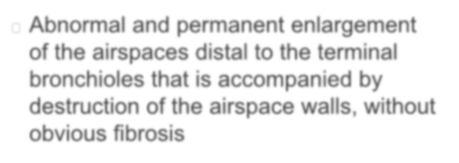 Abnormal and permanent enlargement
of the airspaces distal to the terminal
bronchioles that is accompanied by
destruction of the airspace walls, without
obvious fibrosis